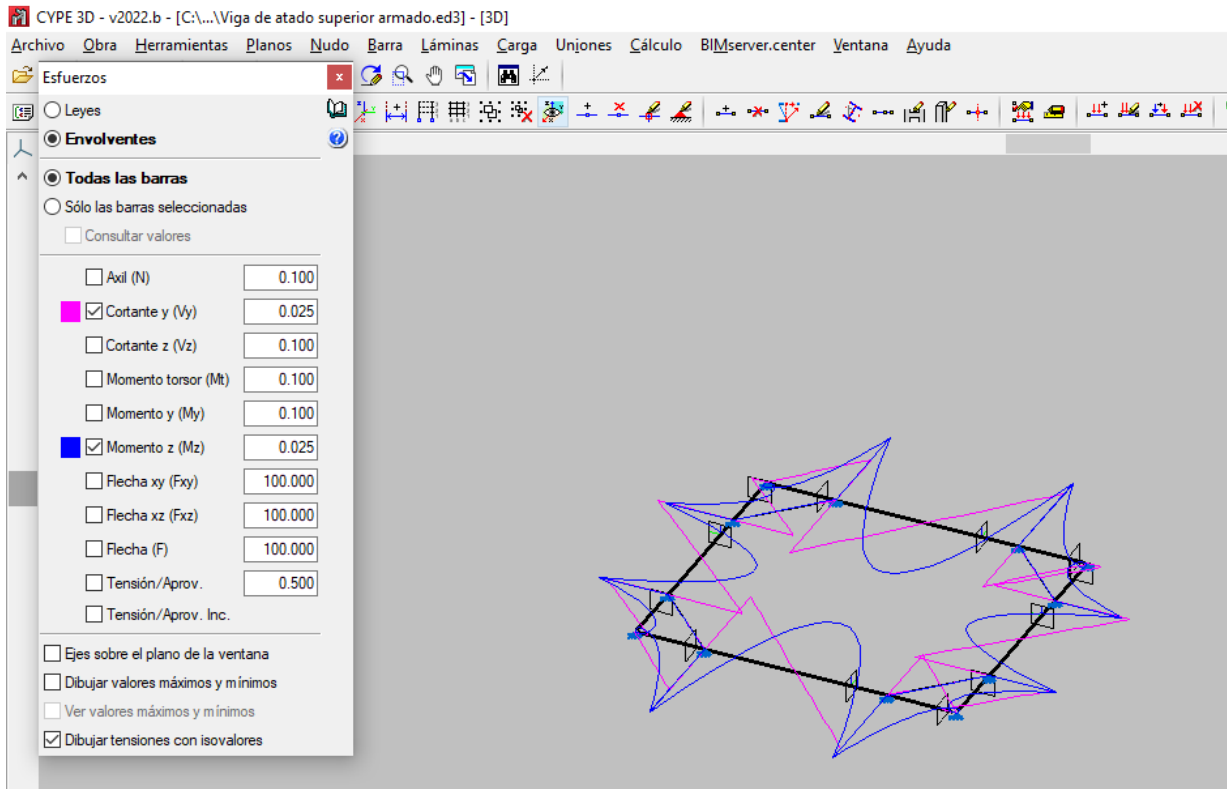 CYPE 3D - v2022.b - [C:\...\Viga de atado superior armado.ed3] - [3D]
Archivo Obra Herramientas Planos Nudo Barra Láminas Carga Uniones Cálculo BIMserver.center Ventana Ayuda
Esfuerzos x
Leyes
Envolventes ?
Todas las barras
Sólo las barras seleccionadas
Consultar valores
Axil (N) 0.100
Cortante y (Vy) 0.025
Cortante z (Vz) 0.100
Momento torsor (Mt) 0.100
Momento y (My) 0.100
Momento z (Mz) 0.025
Flecha xy (Fxy) 100.000
Flecha xz (Fxz) 100.000
Flecha (F) 100.000
Tensión/Aprov. 0.500
Tensión/Aprov. Inc.
Ejes sobre el plano de la ventana
Dibujar valores máximos y mínimos
Ver valores máximos y mínimos
Dibujar tensiones con isovalores